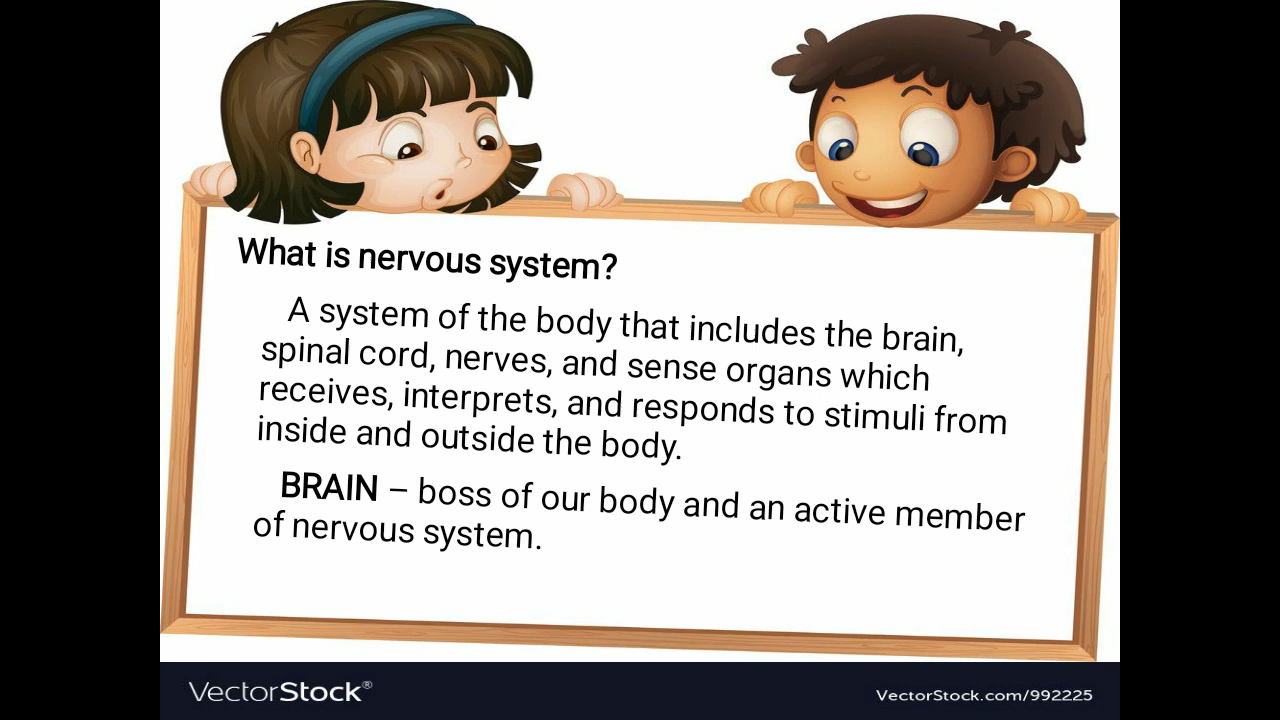 What is nervous system?
A system of the body that includes the brain,
spinal cord, nerves, and sense organs which
receives, interprets, and responds to stimuli from
inside and outside the body.
BRAIN – boss of our body and an active member
of nervous system.
VectorStock®
VectorStock.com/992225